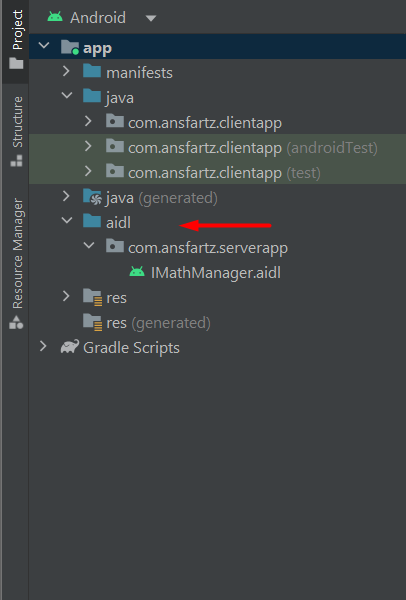 Project
Structure
Resource Manager
Android
app
manifests
java
com.ansfartz.clientapp
com.ansfartz.clientapp (androidTest)
com.ansfartz.clientapp (test)
java (generated)
aidl
com.ansfartz.serverapp
IMathManager.aidl
res
res (generated)
Gradle Scripts